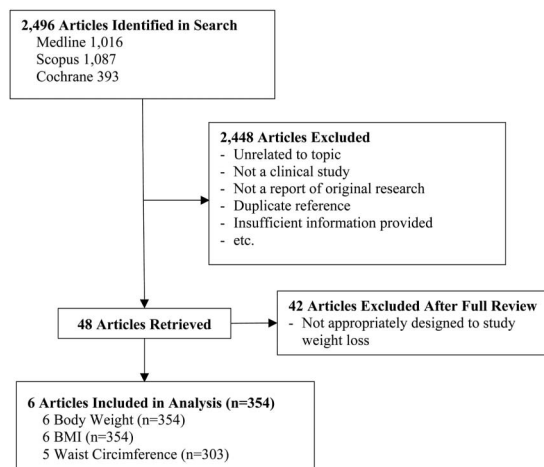 2,496 Articles Identified in Search
Medline 1,016
Scopus 1,087
Cochrane 393
2,448 Articles Excluded
- Unrelated to topic
- Not a clinical study
- Not a report of original research
- Duplicate reference
- Insufficient information provided
- etc.
48 Articles Retrieved
42 Articles Excluded After Full Review
- Not appropriately designed to study
weight loss
6 Articles Included in Analysis (n=354)
6 Body Weight (n=354)
6 BMI (n=354)
5 Waist Circimference (n=303)